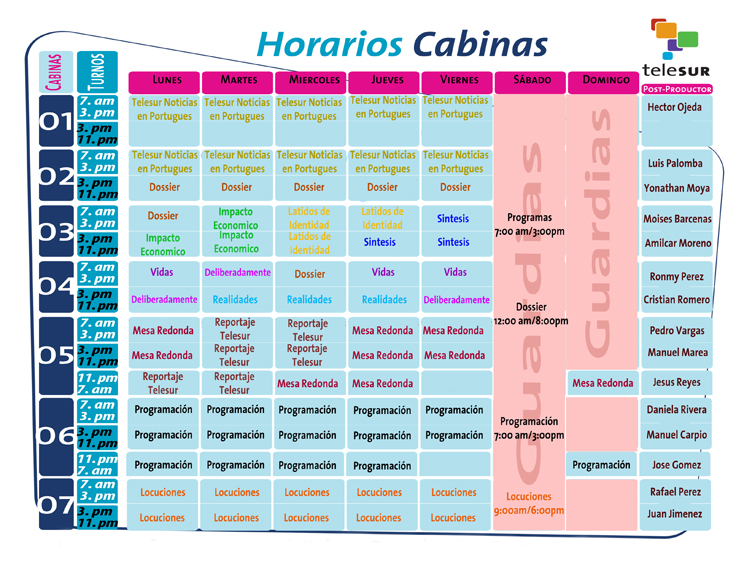 Horarios Cabinas
teleSUR
CABINAS TURNOS LUNES MARTES MIERCOLES JUEVES VIERNES SÁBADO DOMINGO POST-PRODUCTOR
Guardias
Guardias
01
7. am
3. pm
Telesur Noticias en Portugues
Telesur Noticias en Portugues
Telesur Noticias en Portugues
Telesur Noticias en Portugues
Telesur Noticias en Portugues
Hector Ojeda
3. pm
11. pm
02
7. am
3. pm
Telesur Noticias en Portugues
Telesur Noticias en Portugues
Telesur Noticias en Portugues
Telesur Noticias en Portugues
Telesur Noticias en Portugues
Luis Palomba
3. pm
11. pm
Dossier Dossier Dossier Dossier Dossier Yonathan Moya
03
7. am
3. pm
Dossier
Impacto Economico
Latidos de Identidad
Latidos de Identidad
Sintesis
Programas
7:00 am/3:00pm
Moises Barcenas
3. pm
11. pm
Impacto Economico
Impacto Economico
Latidos de Identidad
Sintesis
Sintesis
Amilcar Moreno
04
7. am
3. pm
Vidas Deliberadamente Dossier Vidas Vidas Ronmy Perez
3. pm
11. pm
Deliberadamente Realidades Realidades Realidades Deliberadamente Cristian Romero
Dossier
12:00 am/8:00pm
05
7. am
3. pm
Mesa Redonda
Reportaje Telesur
Mi Reportaje Telesur
Mesa Redonda
Mesa Redonda
Pedro Vargas
3. pm
11. pm
Mesa Redonda
Reportaje Telesur
Reportaje Telesur
Mesa Redonda
Mesa Redonda
Manuel Marea
11. pm
7. am
Reportaje Telesur
Reportaje Telesur
Mesa Redonda
Mesa Redonda
Mesa Redonda
Jesus Reyes
06
7. am
3. pm
Programación Programación Programación Programación Programación Daniela Rivera
3. pm
11. pm
Programación Programación Programación Programación Programación
Programación
7:00 am/3:00pm
Manuel Carpio
11. pm
7. am
Programación Programación Programación Programación Programación Jose Gomez
07
7. am
3. pm
Locuciones Locuciones Locuciones Locuciones Locuciones
Locuciones
9:00am/6:00pm
Rafael Perez
3. pm
11. pm
Locuciones Locuciones Locuciones Locuciones Locuciones Juan Jimenez